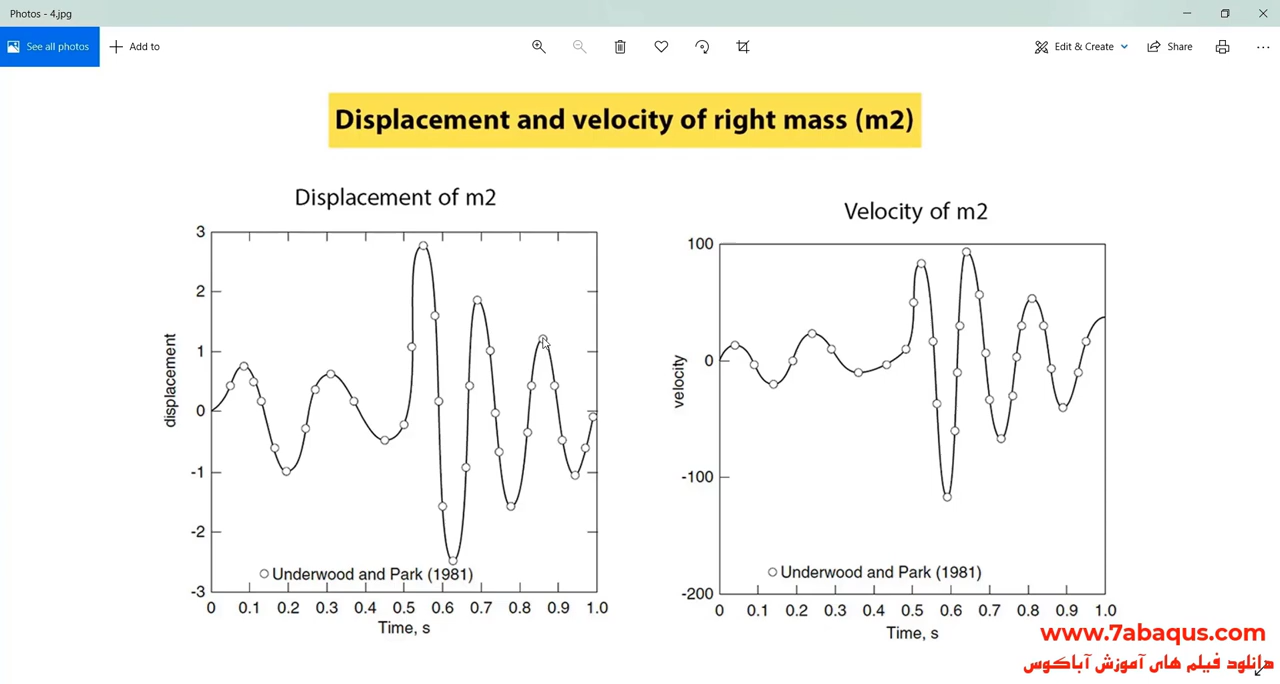 Photos - 4.jpg
See all photos
Add to
Edit & Create
Share
Displacement and velocity of right mass (m2)
Displacement of m2
3
2
1
0
-1
-2
-3
displacement
Underwood and Park (1981)
0 0.1 0.2 0.3 0.4 0.5 0.6 0.7 0.8 0.9 1.0
Time, s
Velocity of m2
100
0
-100
-200
velocity
Underwood and Park (1981)
0 0.1 0.2 0.3 0.4 0.5 0.6 0.7 0.8 0.9 1.0
Time, s
www.7abaqus.com
دانلود فیلم های آموزش آباکوس